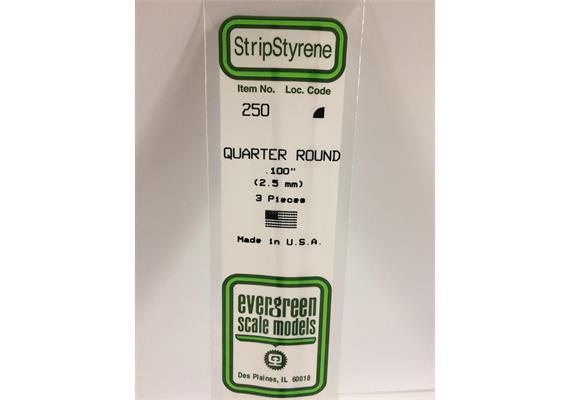 StripStyrene
Item No. Loc. Code
250
QUARTER ROUND
.100"
(2.5 mm)
3 Pieces
Made in U.S.A.
evergreen
scale models
Des Plaines, IL 60018